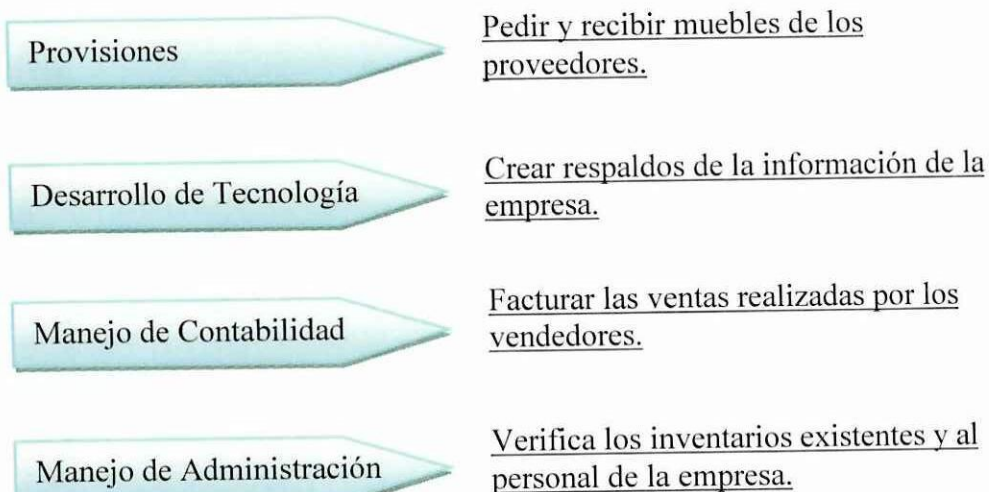 Provisiones
Pedir y recibir muebles de los
proveedores.
Desarrollo de Tecnología
Crear respaldos de la información de la
empresa.
Manejo de Contabilidad
Facturar las ventas realizadas por los
vendedores.
Manejo de Administración
Verifica los inventarios existentes y al
personal de la empresa.